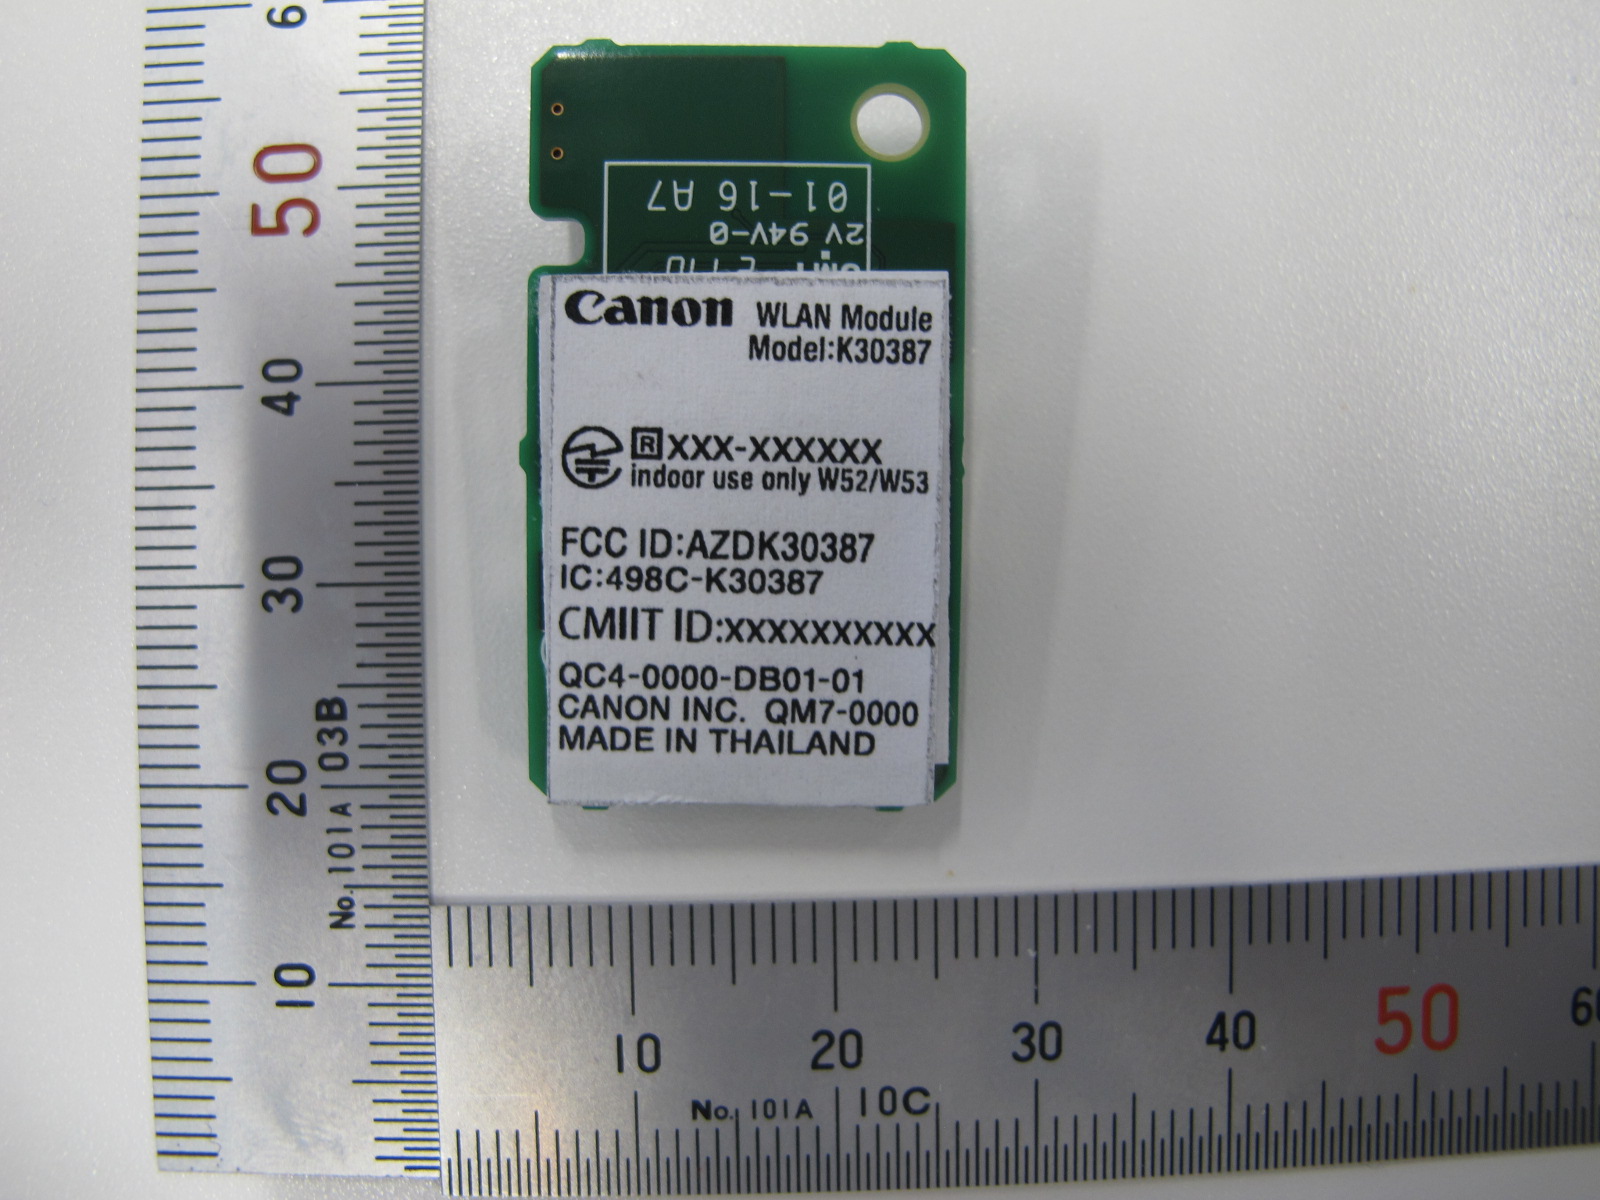 6
50
40
30
20
10
No. 101A 03B
01-16 A7
2V 94V-0
Canon WLAN Module
Model:K30387
R XXX-XXXXXX
indoor use only W52/W53
FCC ID:AZDK30387
IC:498C-K30387
CMIIT ID:xxxxxxxxxx
QC4-0000-DB01-01
CANON INC. QM7-0000
MADE IN THAILAND
10 20 30 40 50 60
No. 101A 10C